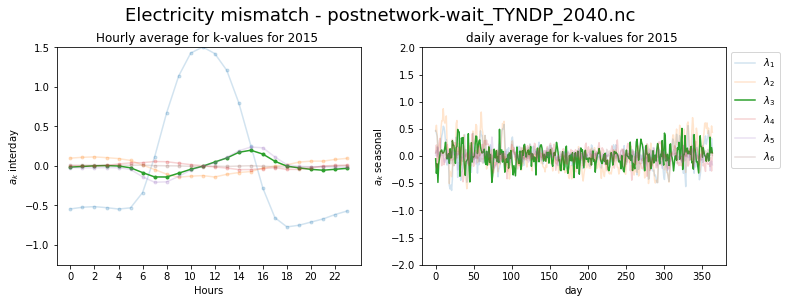 Electricity mismatch - postnetwork-wait_TYNDP_2040.nc
Hourly average for k-values for 2015
a_k interday
1.5
1.0
0.5
0.0
−0.5
−1.0
0 2 4 6 8 10 12 14 16 18 20 22
Hours
daily average for k-values for 2015
a_k seasonal
2.0
1.5
1.0
0.5
0.0
−0.5
−1.0
−1.5
−2.0
0 50 100 150 200 250 300 350
day
λ₁
λ₂
λ₃
λ₄
λ₅
λ₆